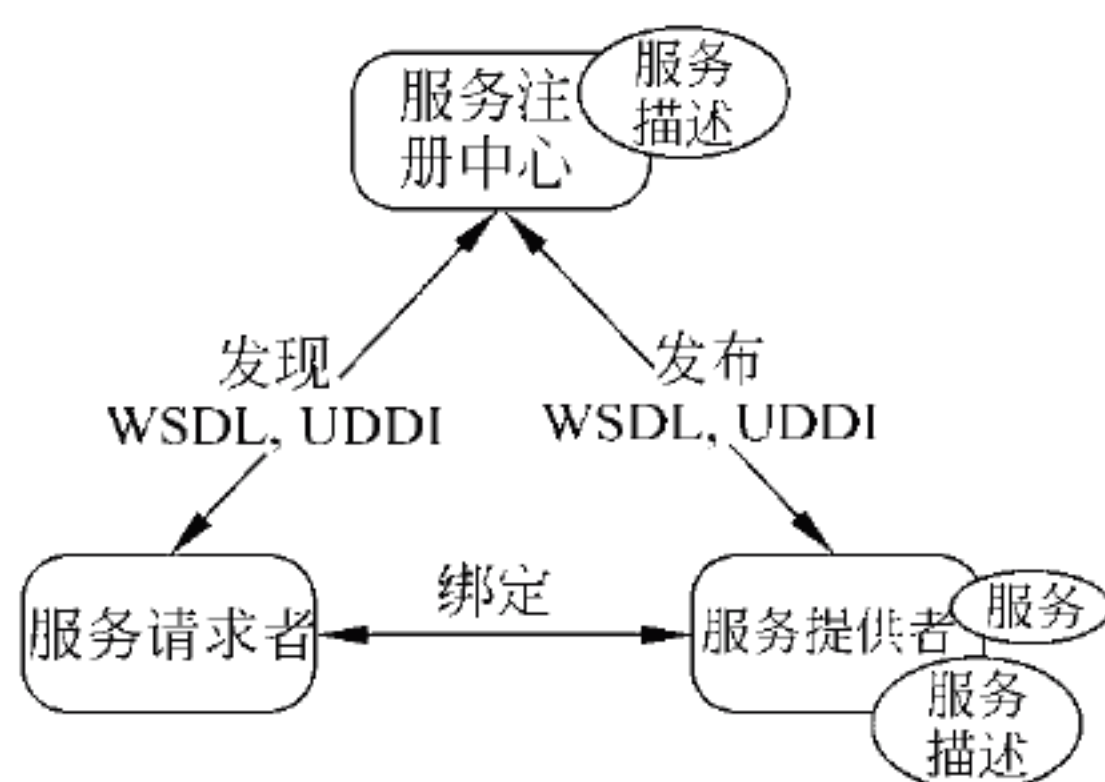 服务注
册中心
服务
描述
发现
WSDL, UDDI
发布
WSDL, UDDI
绑定
服务请求者
服务提供者
服务
服务
描述